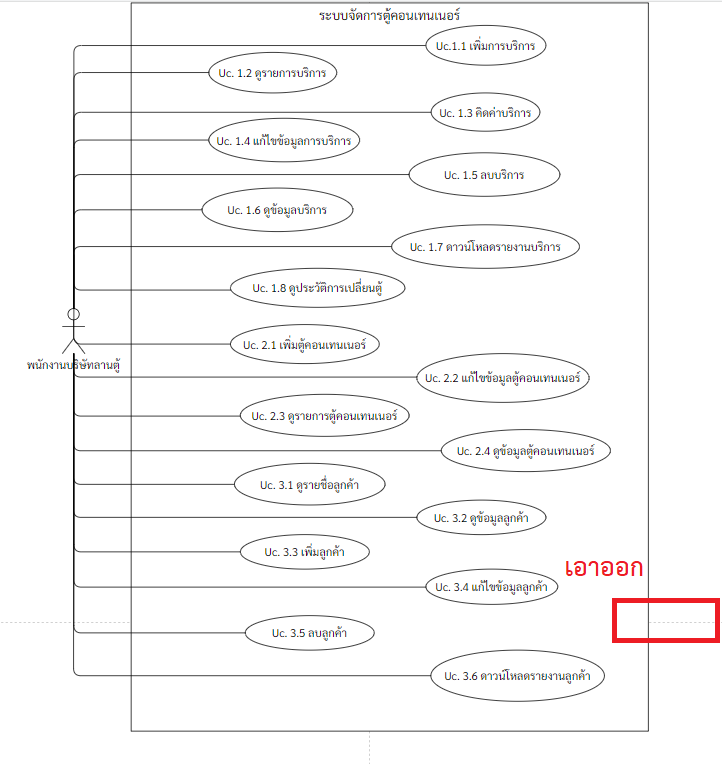 ระบบจัดการตู้คอนเทนเนอร์
Uc.1.1 เพิ่มการบริการ
Uc. 1.2 ดูรายการบริการ
Uc. 1.3 คิดค่าบริการ
Uc. 1.4 แก้ไขข้อมูลการบริการ
Uc. 1.5 ลบบริการ
Uc. 1.6 ดูข้อมูลบริการ
Uc. 1.7 ดาวน์โหลดรายงานบริการ
Uc. 1.8 ดูประวัติการเปลี่ยนตู้
Uc. 2.1 เพิ่มตู้คอนเทนเนอร์
พนักงานบริษัทลานตู้
Uc. 2.2 แก้ไขข้อมูลตู้คอนเทนเนอร์
Uc. 2.3 ดูรายการตู้คอนเทนเนอร์
Uc. 2.4 ดูข้อมูลตู้คอนเทนเนอร์
Uc. 3.1 ดูรายชื่อลูกค้า
Uc. 3.2 ดูข้อมูลลูกค้า
Uc. 3.3 เพิ่มลูกค้า
เอาออก
Uc. 3.4 แก้ไขข้อมูลลูกค้า
Uc. 3.5 ลบลูกค้า
Uc. 3.6 ดาวน์โหลดรายงานลูกค้า